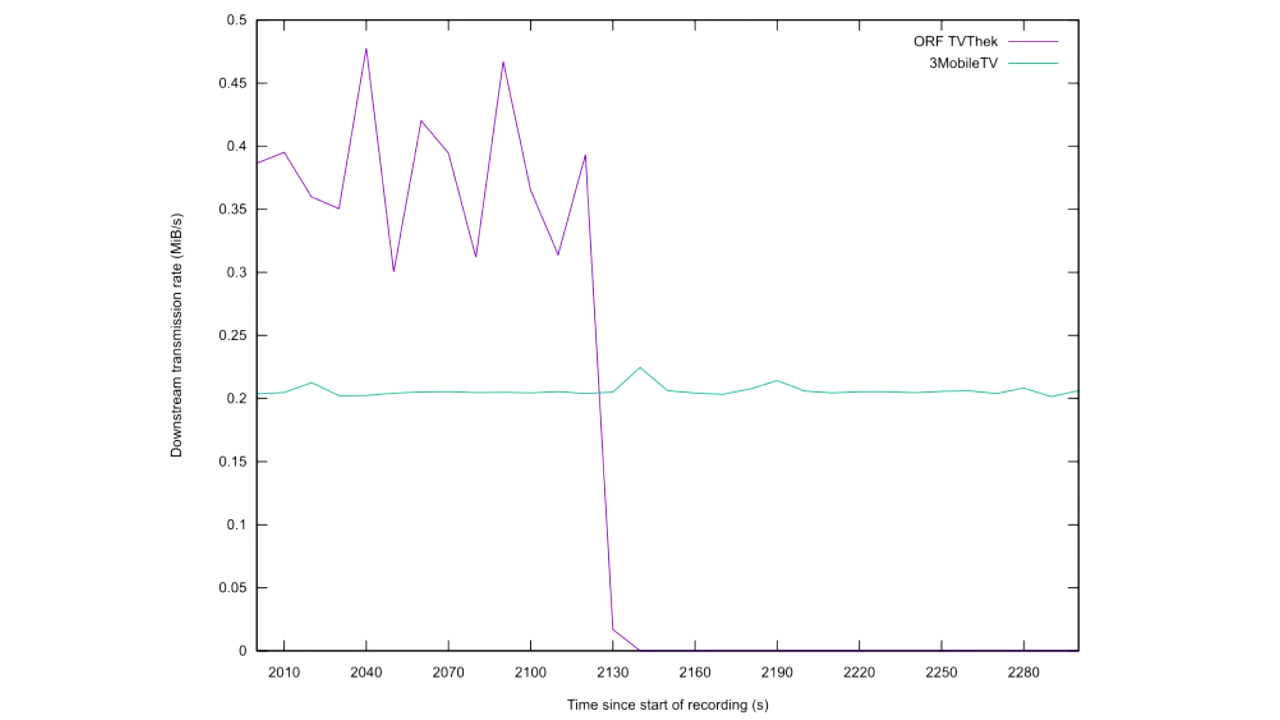 ORF TVThek
3MobileTV
0.5
0.45
0.4
0.35
0.3
0.25
0.2
0.15
0.1
0.05
0
Downstream transmission rate (MiB/s)
2010 2040 2070 2100 2130 2160 2190 2220 2250 2280
Time since start of recording (s)